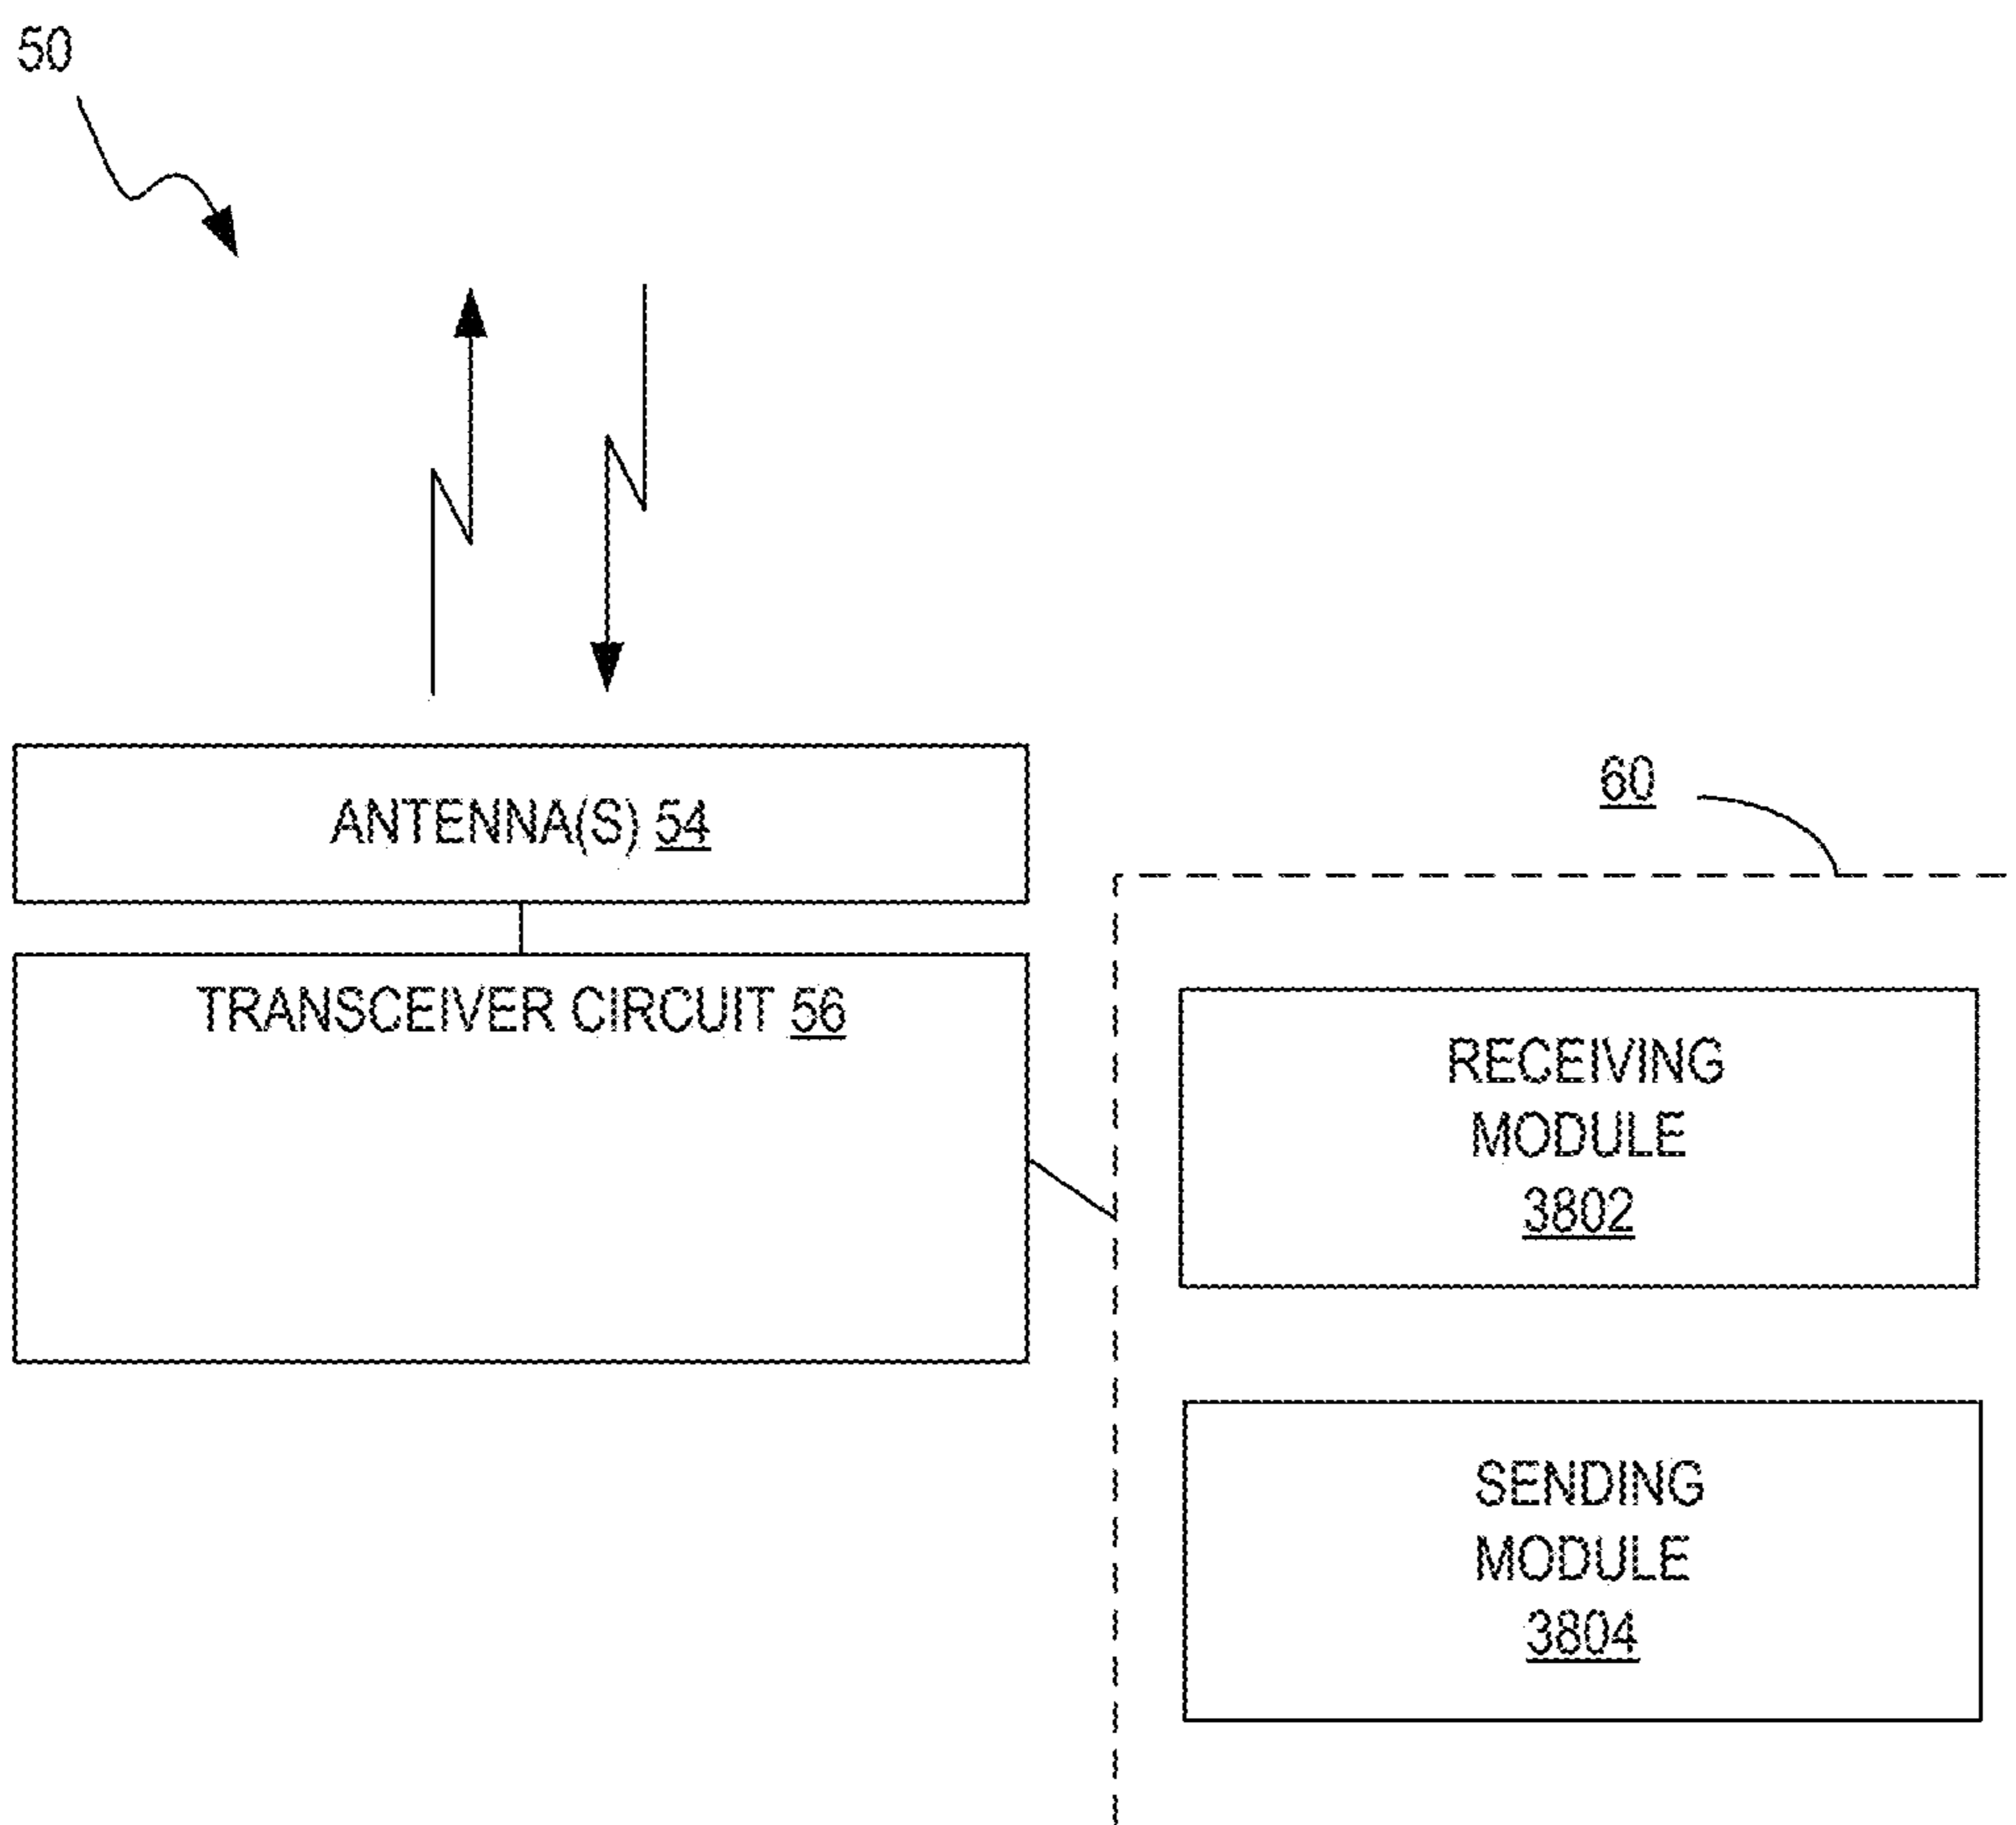 50
ANTENNA(S) 54
60
TRANSCEIVER CIRCUIT 56
RECEIVING
MODULE
3802
SENDING
MODULE
3804